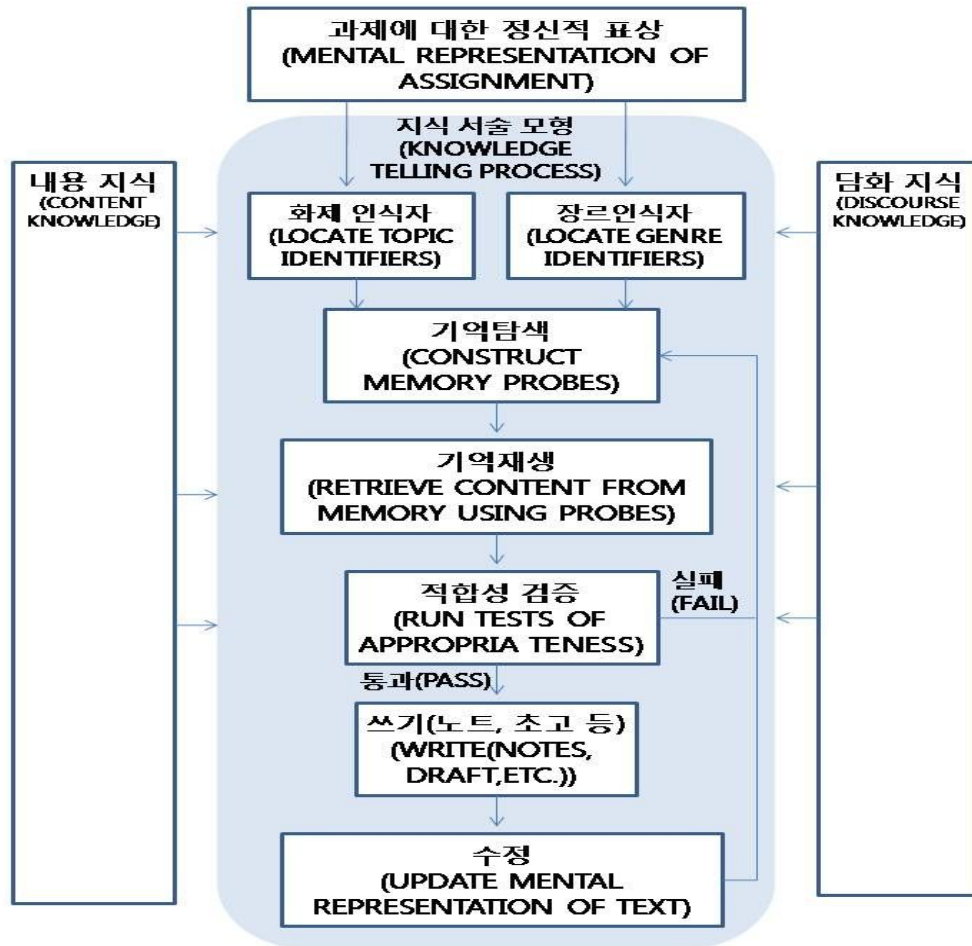 과제에 대한 정신적 표상
(MENTAL REPRESENTATION OF
ASSIGNMENT)
지식 서술 모형
(KNOWLEDGE
TELLING PROCESS)
내용 지식
(CONTENT
KNOWLEDGE)
담화 지식
(DISCOURSE
KNOWLEDGE)
화제 인식자
(LOCATE TOPIC
IDENTIFIERS)
장르인식자
(LOCATE GENRE
IDENTIFIERS)
기억탐색
(CONSTRUCT
MEMORY PROBES)
기억재생
(RETRIEVE CONTENT FROM
MEMORY USING PROBES)
적합성 검증
(RUN TESTS OF
APPROPRIA TENESS)
실패
(FAIL)
통과(PASS)
쓰기(노트, 초고 등)
(WRITE(NOTES,
DRAFT,ETC.))
수정
(UPDATE MENTAL
REPRESENTATION OF TEXT)